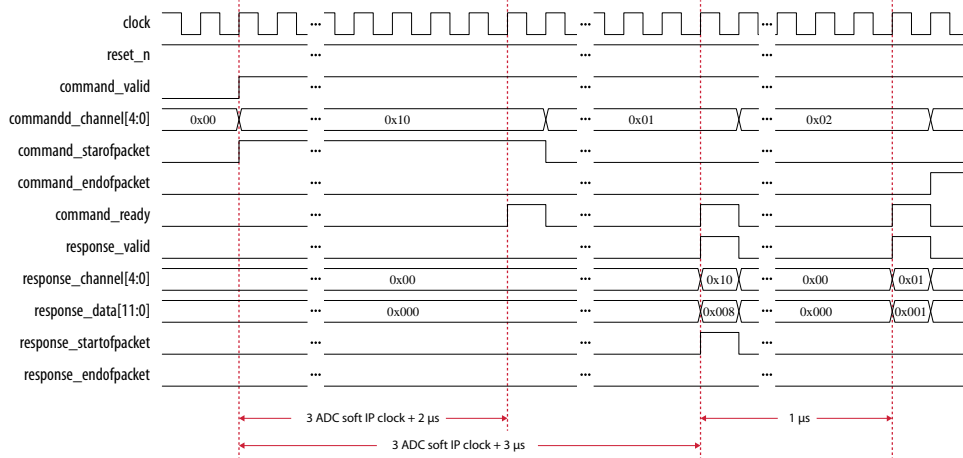 clock
reset_n
command_valid
commandd_channel[4:0] 0x00 0x10 0x01 0x02
command_starofpacket
command_endofpacket
command_ready
response_valid
response_channel[4:0] 0x00 0x10 0x00 0x01
response_data[11:0] 0x000 0x008 0x000 0x001
response_startofpacket
response_endofpacket
3 ADC soft IP clock + 2 μs 1 μs
3 ADC soft IP clock + 3 μs